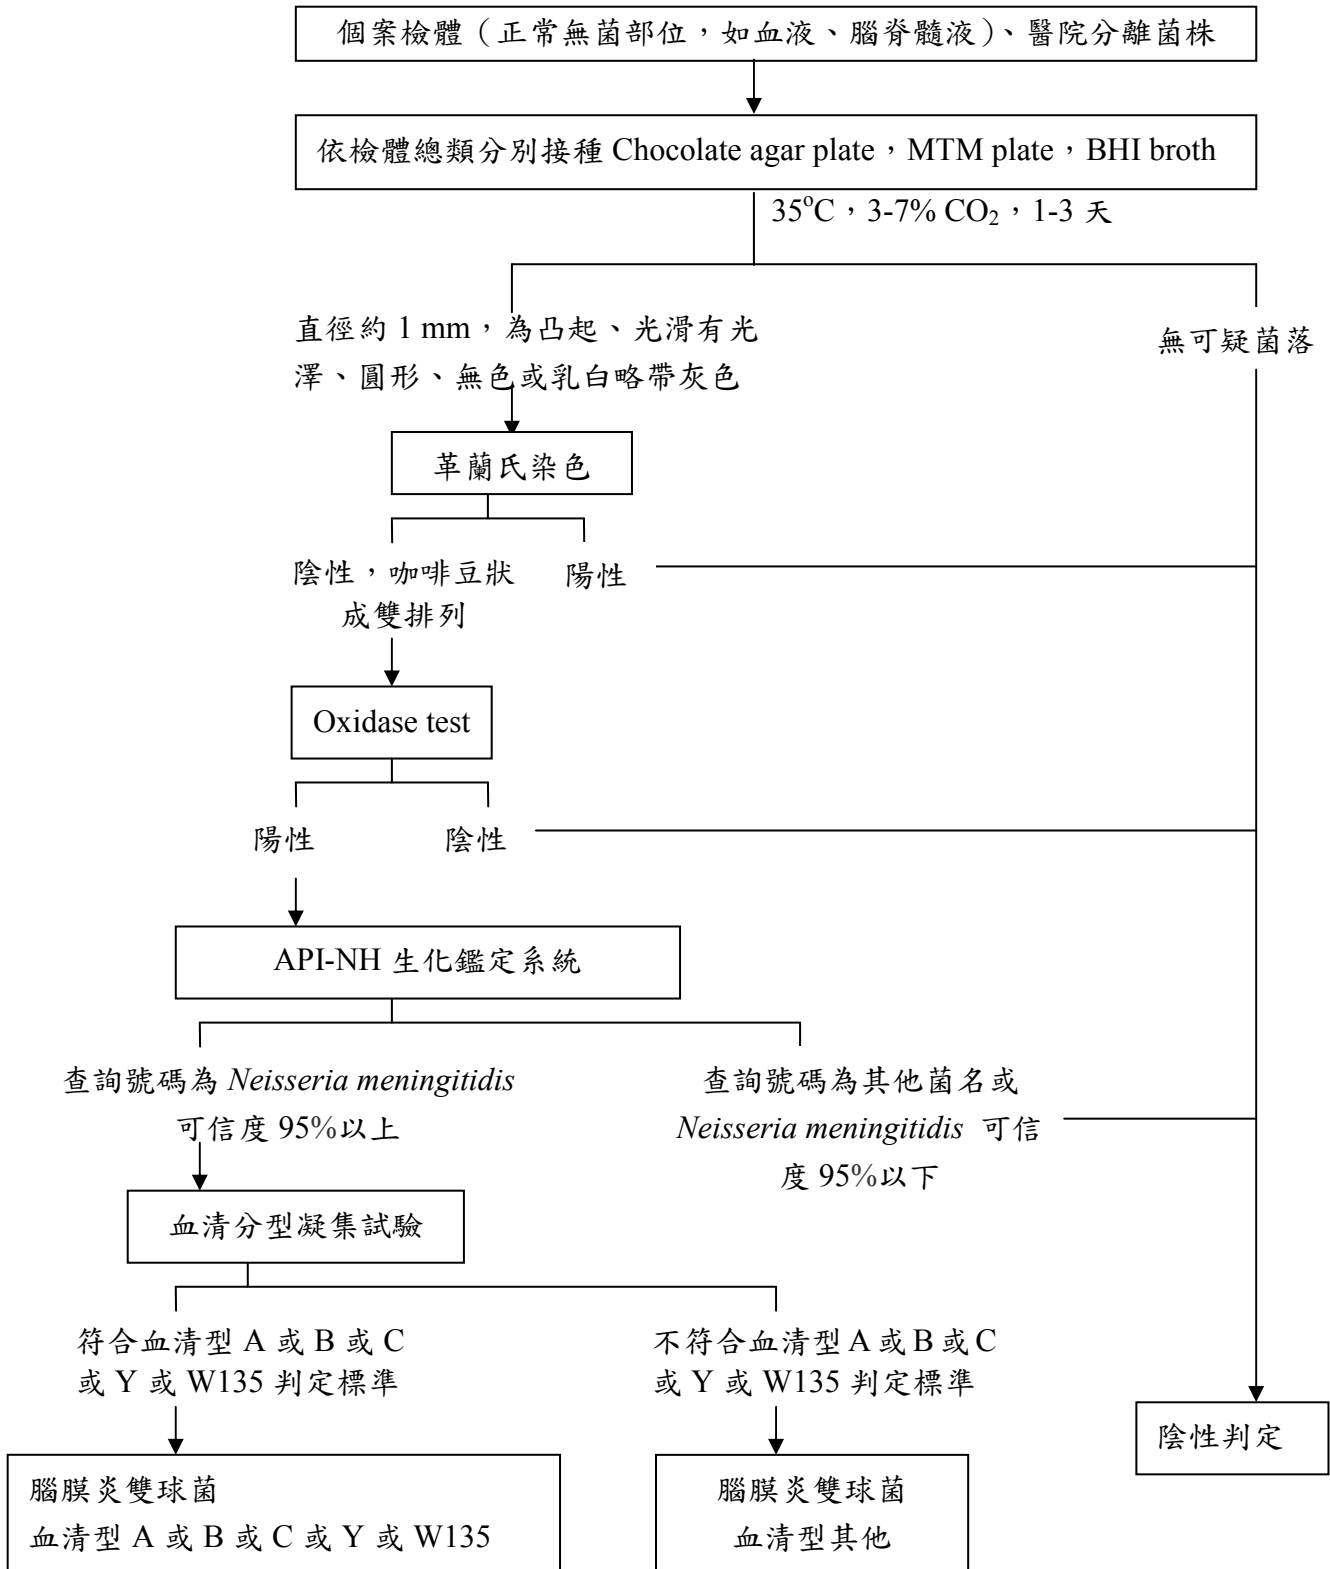 個案檢體（正常無菌部位，如血液、腦脊髓液）、醫院分離菌株
依檢體總類分別接種 Chocolate agar plate，MTM plate，BHI broth
35°C，3-7% CO₂，1-3 天
直徑約 1 mm，為凸起、光滑有光
澤、圓形、無色或乳白略帶灰色
無可疑菌落
革蘭氏染色
陰性，咖啡豆狀
成雙排列
陽性
Oxidase test
陽性
陰性
API-NH 生化鑑定系統
查詢號碼為 Neisseria meningitidis
可信度 95%以上
查詢號碼為其他菌名或
Neisseria meningitidis 可信
度 95%以下
血清分型凝集試驗
符合血清型 A 或 B 或 C
或 Y 或 W135 判定標準
不符合血清型 A 或 B 或 C
或 Y 或 W135 判定標準
陰性判定
腦膜炎雙球菌
血清型 A 或 B 或 C 或 Y 或 W135
腦膜炎雙球菌
血清型其他